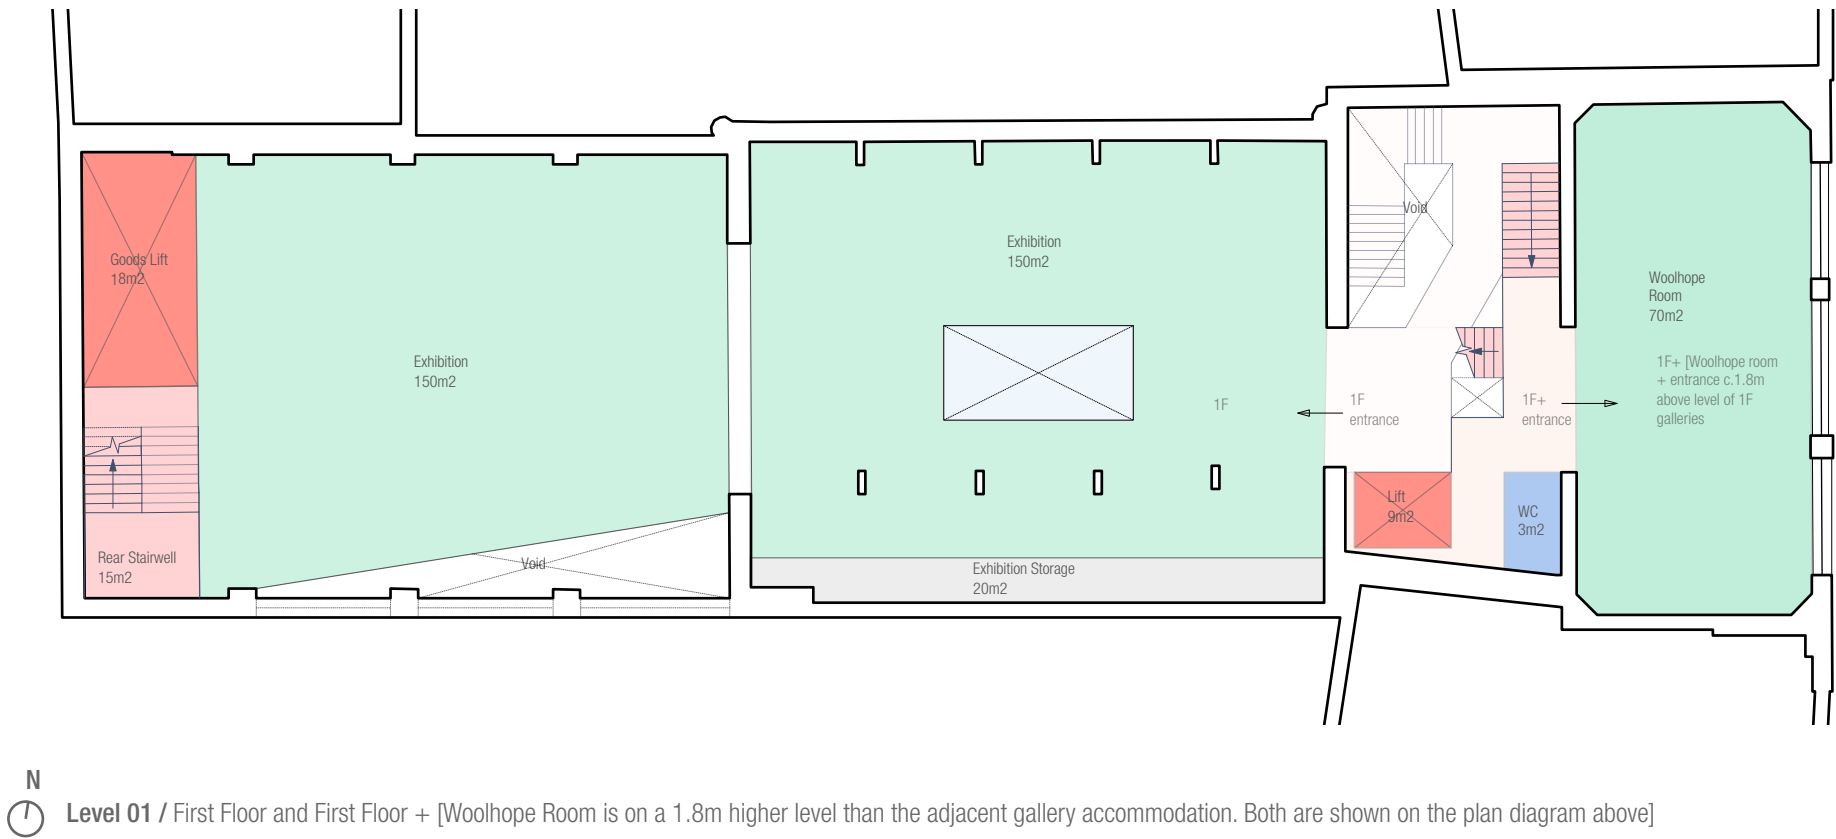 Goods Lift
18m2
Rear Stairwell
15m2
Exhibition
150m2
Void
Exhibition
150m2
1F
Exhibition Storage
20m2
Void
1F
entrance
1F+
entrance
Lift
9m2
WC
3m2
Woolhope
Room
70m2
1F+ [Woolhope room
+ entrance c.1.8m
above level of 1F
galleries
N
Level 01 / First Floor and First Floor + [Woolhope Room is on a 1.8m higher level than the adjacent gallery accommodation. Both are shown on the plan diagram above]